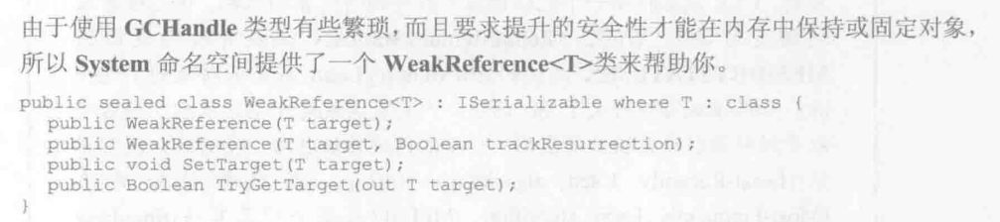 由于使用 GCHandle 类型有些繁琐,而且要求提升的安全性才能在内存中保持或固定对象,
所以 System 命名空间提供了一个 WeakReference<T>类来帮助你。
public sealed class WeakReference<T> : ISerializable where T : class {
   public WeakReference(T target);
   public WeakReference(T target, Boolean trackResurrection);
   public void SetTarget(T target);
   public Boolean TryGetTarget(out T target);
}